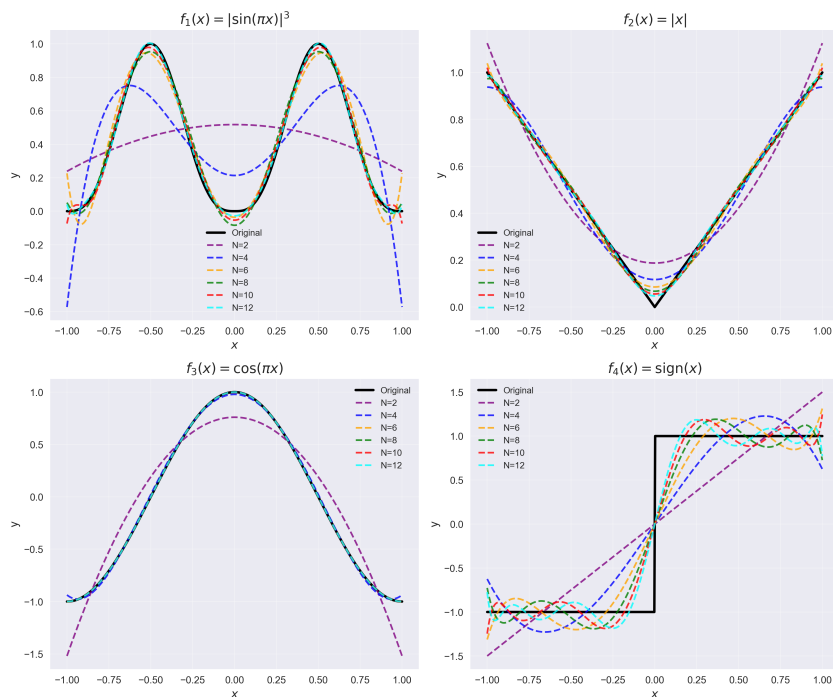 f₁(x) = |sin(πx)|³
y
1.0
0.8
0.6
0.4
0.2
0.0
−0.2
−0.4
−0.6
Original
N=2
N=4
N=6
N=8
N=10
N=12
−1.00 −0.75 −0.50 −0.25 0.00 0.25 0.50 0.75 1.00
x
f₂(x) = |x|
y
1.0
0.8
0.6
0.4
0.2
0.0
Original
N=2
N=4
N=6
N=8
N=10
N=12
−1.00 −0.75 −0.50 −0.25 0.00 0.25 0.50 0.75 1.00
x
f₃(x) = cos(πx)
y
1.0
0.5
0.0
−0.5
−1.0
−1.5
Original
N=2
N=4
N=6
N=8
N=10
N=12
−1.00 −0.75 −0.50 −0.25 0.00 0.25 0.50 0.75 1.00
x
f₄(x) = sign(x)
y
1.5
1.0
0.5
0.0
−0.5
−1.0
−1.5
Original
N=2
N=4
N=6
N=8
N=10
N=12
−1.00 −0.75 −0.50 −0.25 0.00 0.25 0.50 0.75 1.00
x